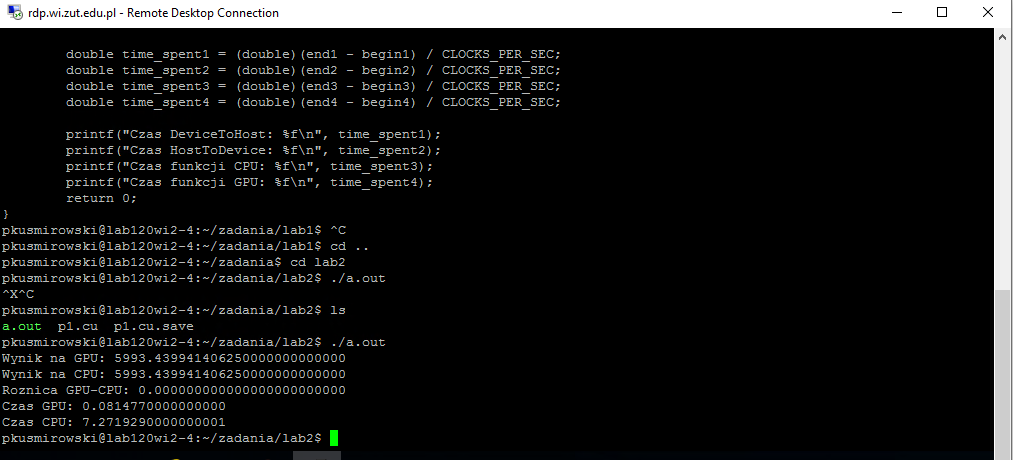 rdp.wi.zut.edu.pl - Remote Desktop Connection
double time_spent1 = (double)(end1 - begin1) / CLOCKS_PER_SEC;
double time_spent2 = (double)(end2 - begin2) / CLOCKS_PER_SEC;
double time_spent3 = (double)(end3 - begin3) / CLOCKS_PER_SEC;
double time_spent4 = (double)(end4 - begin4) / CLOCKS_PER_SEC;
printf("Czas DeviceToHost: %f\n", time_spent1);
printf("Czas HostToDevice: %f\n", time_spent2);
printf("Czas funkcji CPU: %f\n", time_spent3);
printf("Czas funkcji GPU: %f\n", time_spent4);
return 0;
}
pkusmirowski@lab120wi2-4:~/zadania/lab1$ ^C
pkusmirowski@lab120wi2-4:~/zadania/lab1$ cd ..
pkusmirowski@lab120wi2-4:~/zadania$ cd lab2
pkusmirowski@lab120wi2-4:~/zadania/lab2$ ./a.out
^X^C
pkusmirowski@lab120wi2-4:~/zadania/lab2$ ls
a.out  p1.cu  p1.cu.save
pkusmirowski@lab120wi2-4:~/zadania/lab2$ ./a.out
Wynik na GPU: 5993.439941406250000000000000
Wynik na CPU: 5993.439941406250000000000000
Roznica GPU-CPU: 0.000000000000000000000000
Czas GPU: 0.0814770000000000
Czas CPU: 7.2719290000000001
pkusmirowski@lab120wi2-4:~/zadania/lab2$